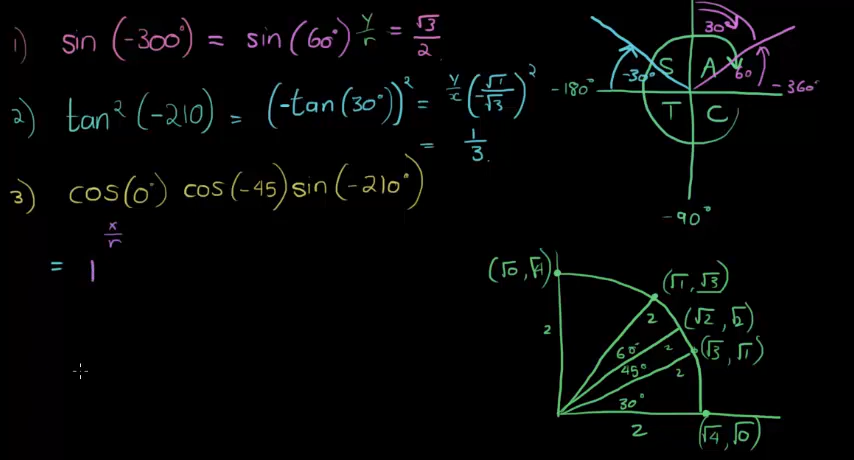 1) sin(-300°) = sin(60°) y/r = √3/2
2) tan²(-210) = (-tan(30°))² = y/x (√1/-√3)²
= 1/3
3) cos(0°) cos(-45) sin(-210°)
x/r
= 1
30°
S A
-30° 60
-180° -360°
T C
-90°
(√0, √4)
(√1, √3)
2 (√2, √2)
2 60° 2 (√3, √1)
45° 2
30°
2 (√4, √0)